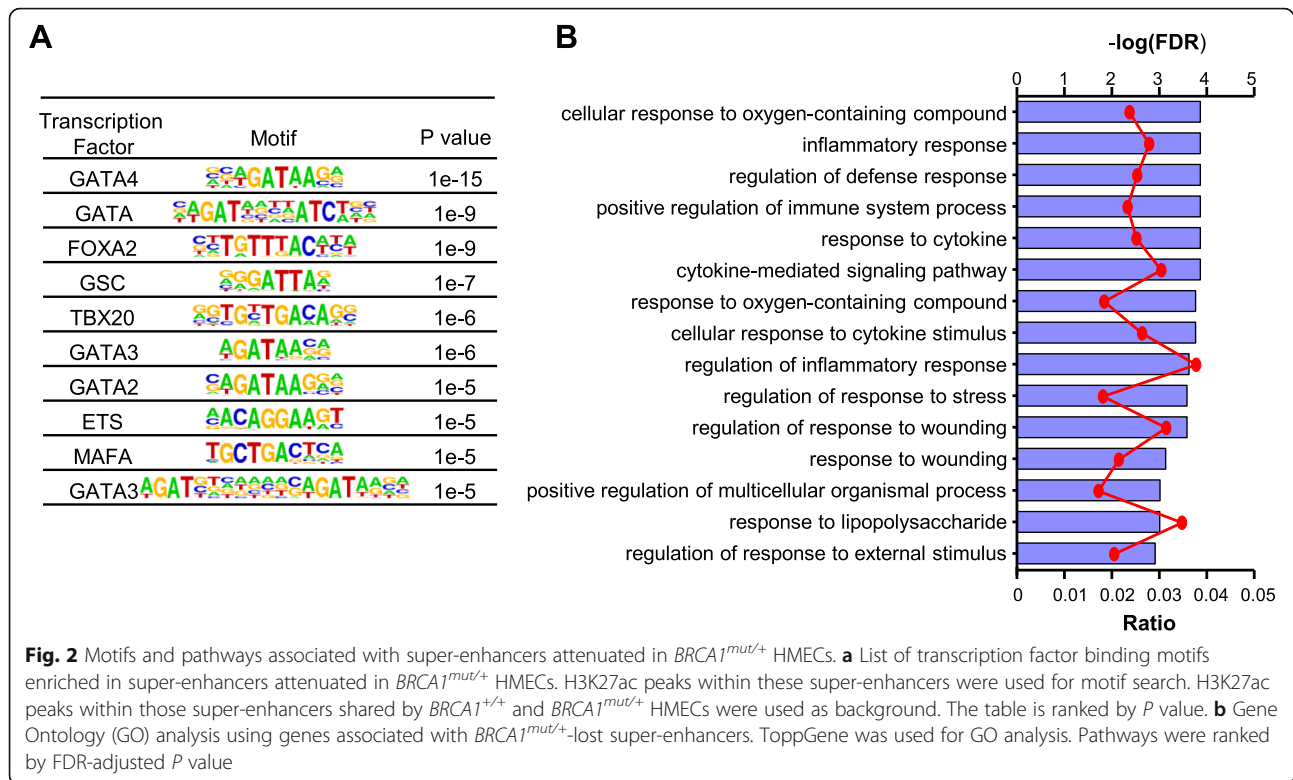 A
Transcription Factor Motif P value
GATA4 1e-15
GATA 1e-9
FOXA2 1e-9
GSC 1e-7
TBX20 1e-6
GATA3 1e-6
GATA2 1e-5
ETS 1e-5
MAFA 1e-5
GATA3 1e-5
B
-log(FDR)
0 1 2 3 4 5
cellular response to oxygen-containing compound
inflammatory response
regulation of defense response
positive regulation of immune system process
response to cytokine
cytokine-mediated signaling pathway
response to oxygen-containing compound
cellular response to cytokine stimulus
regulation of inflammatory response
regulation of response to stress
regulation of response to wounding
response to wounding
positive regulation of multicellular organismal process
response to lipopolysaccharide
regulation of response to external stimulus
0 0.01 0.02 0.03 0.04 0.05
Ratio
Fig. 2 Motifs and pathways associated with super-enhancers attenuated in BRCA1mut/+ HMECs. a List of transcription factor binding motifs
enriched in super-enhancers attenuated in BRCA1mut/+ HMECs. H3K27ac peaks within these super-enhancers were used for motif search. H3K27ac
peaks within those super-enhancers shared by BRCA1+/+ and BRCA1mut/+ HMECs were used as background. The table is ranked by P value. b Gene
Ontology (GO) analysis using genes associated with BRCA1mut/+-lost super-enhancers. ToppGene was used for GO analysis. Pathways were ranked
by FDR-adjusted P value